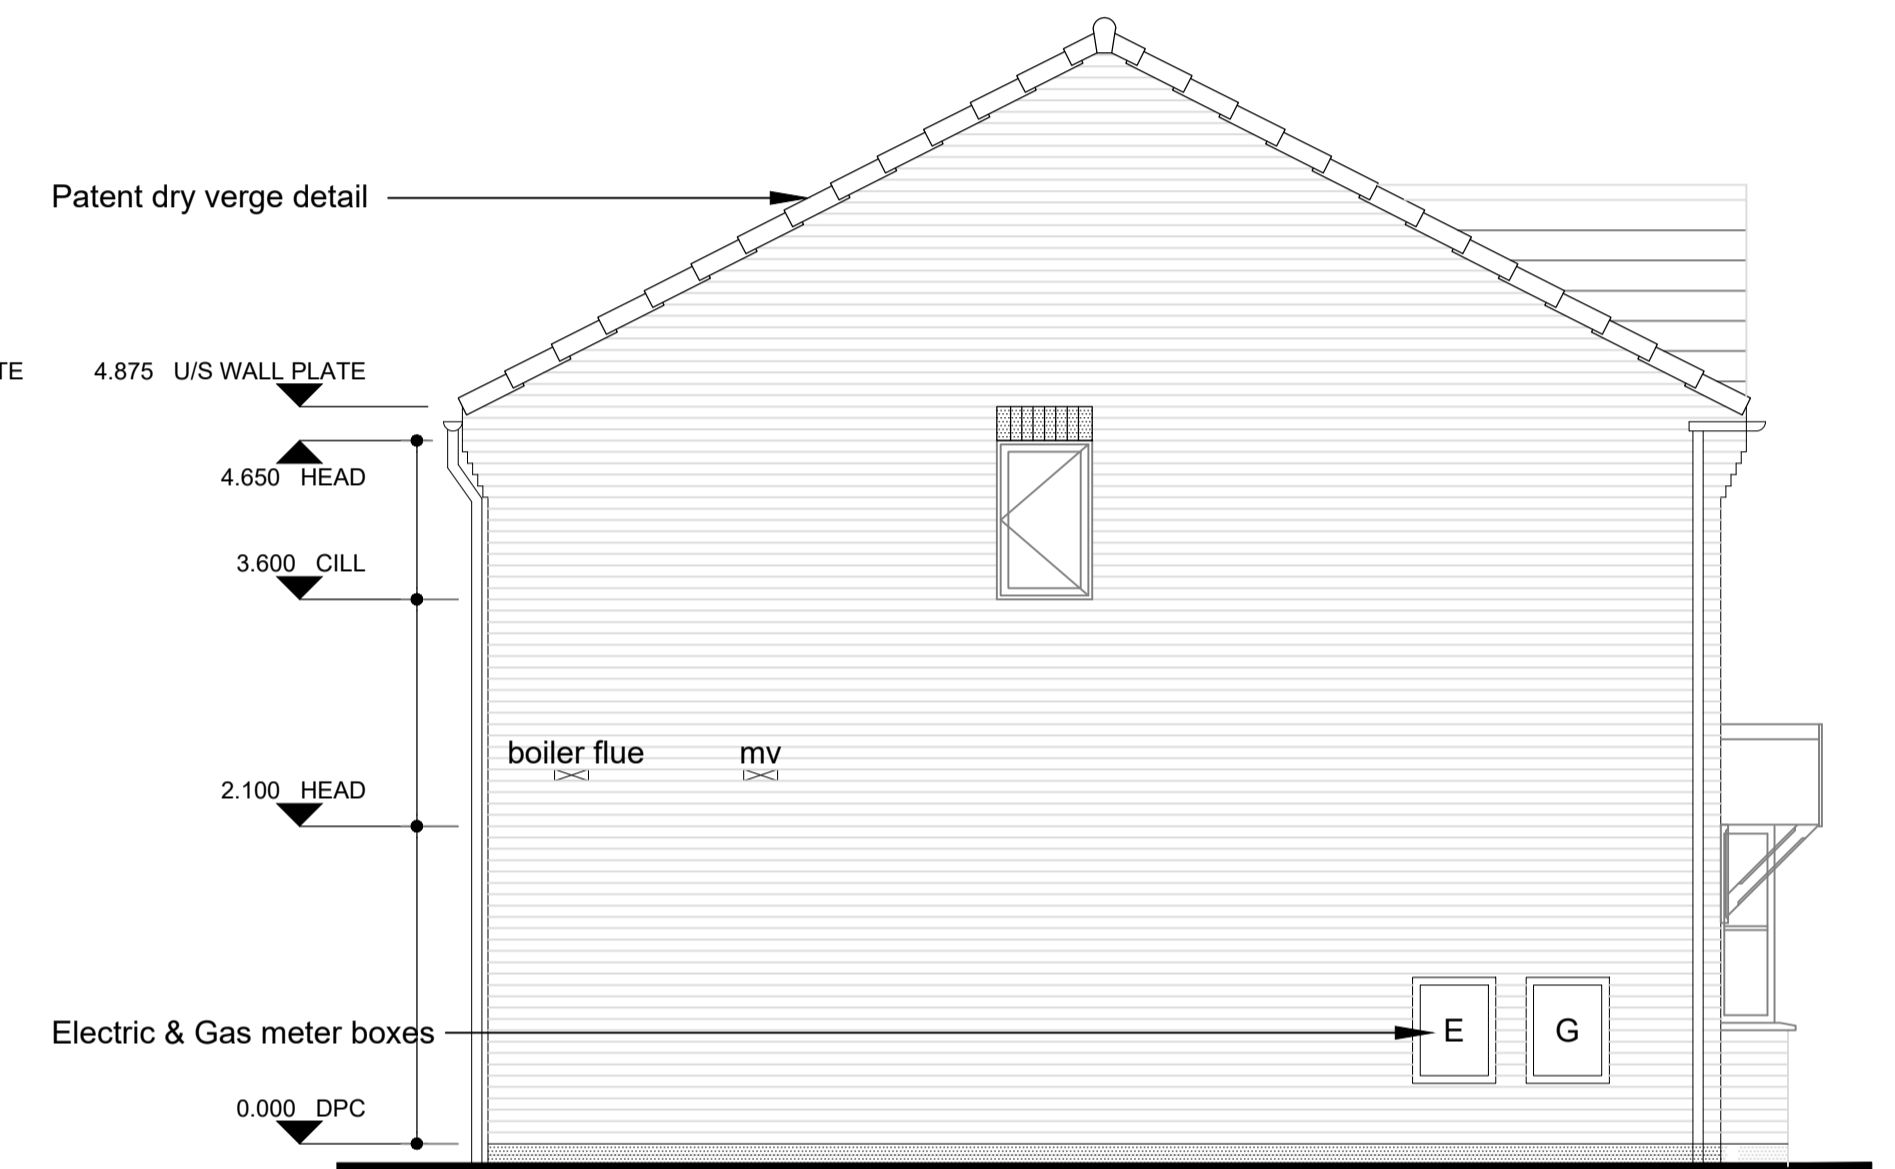 Patent dry verge detail
TE
4.875 U/S WALL PLATE
4.650 HEAD
3.600 CILL
boiler flue
mv
2.100 HEAD
Electric & Gas meter boxes
E
G
0.000 DPC